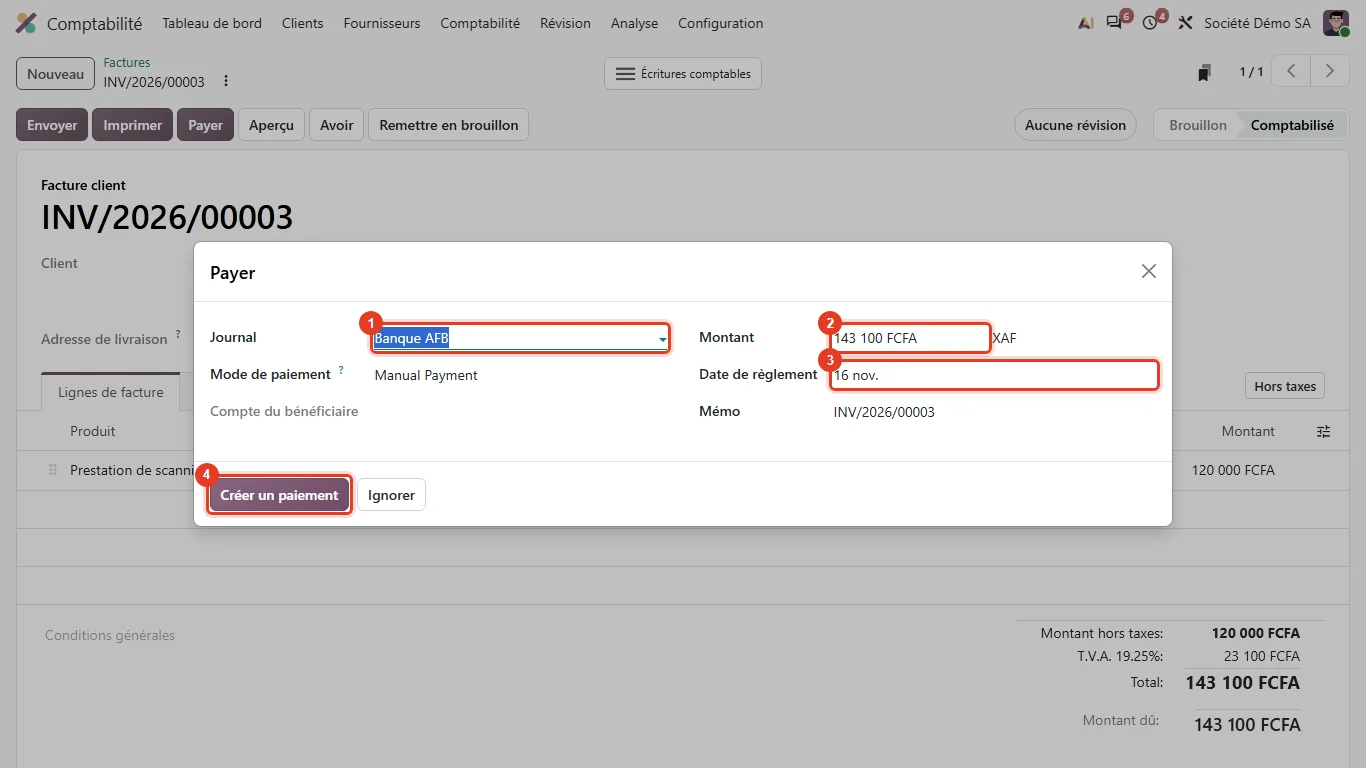 Comptabilité Tableau de bord Clients Fournisseurs Comptabilité Révision Analyse Configuration AI 6 4 Société Démo SA
Nouveau
Factures
INV/2026/00003
Écritures comptables
1 / 1
Envoyer Imprimer Payer Aperçu Avoir Remettre en brouillon Aucune révision Brouillon Comptabilisé
Facture client
INV/2026/00003
Client
Adresse de livraison ?
Payer
1
Journal Banque AFB
2
Montant 143 100 FCFA XAF
Mode de paiement ? Manual Payment
3
Date de règlement 16 nov.
Compte du bénéficiaire
Mémo INV/2026/00003
4
Créer un paiement Ignorer
Lignes de facture
Hors taxes
Produit Montant
Prestation de scanni 120 000 FCFA
Conditions générales
Montant hors taxes: 120 000 FCFA
T.V.A. 19.25%: 23 100 FCFA
Total: 143 100 FCFA
Montant dû: 143 100 FCFA